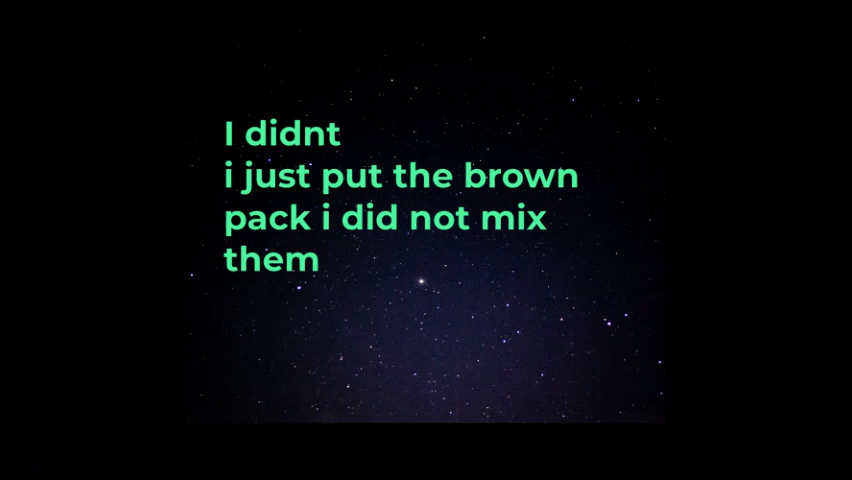 I didnt
i just put the brown
pack i did not mix
them